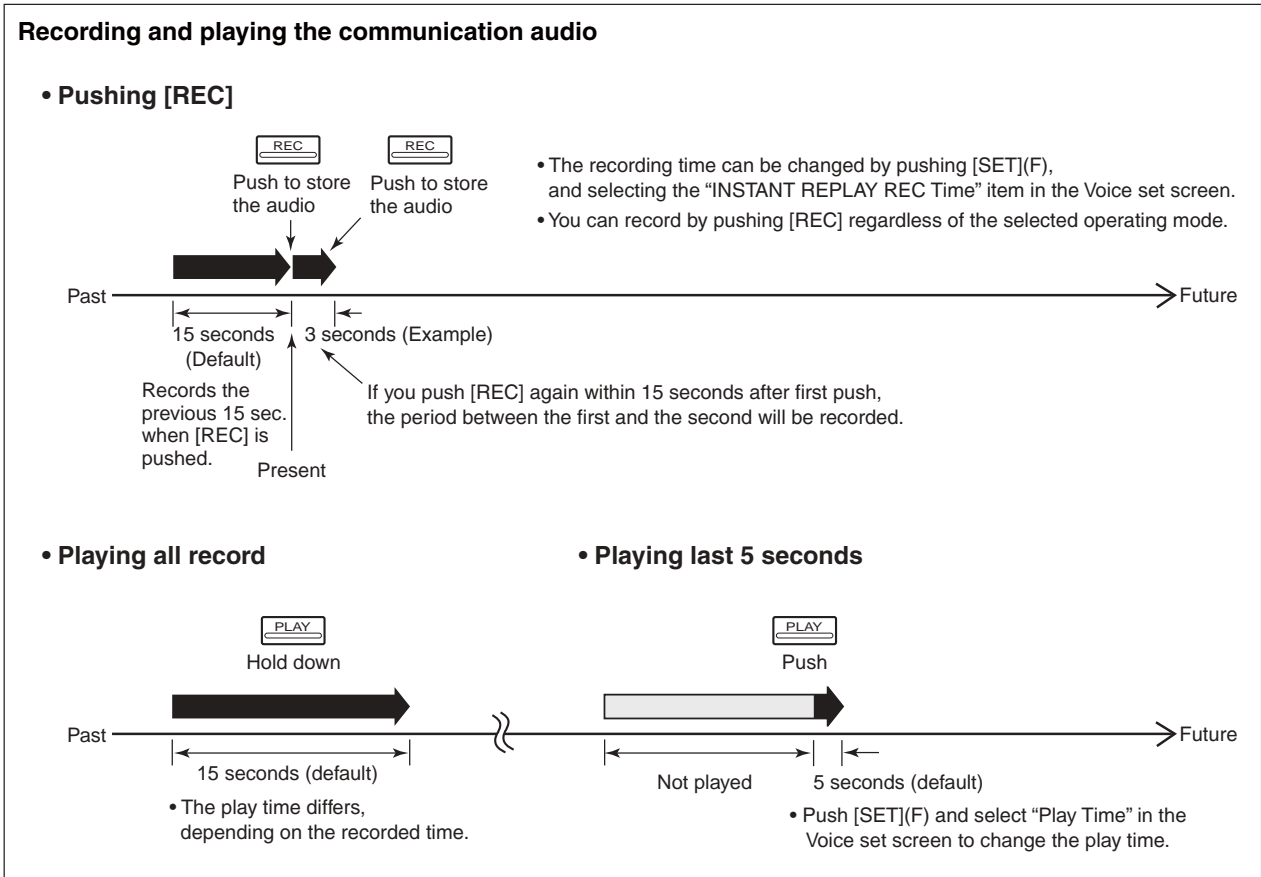 Recording and playing the communication audio
• Pushing [REC]
REC
Push to store
the audio
REC
Push to store
the audio
• The recording time can be changed by pushing [SET](F),
and selecting the “INSTANT REPLAY REC Time” item in the Voice set screen.
• You can record by pushing [REC] regardless of the selected operating mode.
Past
Future
15 seconds
(Default)
3 seconds (Example)
Records the
previous 15 sec.
when [REC] is
pushed.
Present
If you push [REC] again within 15 seconds after first push,
the period between the first and the second will be recorded.
• Playing all record
PLAY
Hold down
• Playing last 5 seconds
PLAY
Push
Past
Future
15 seconds (default)
• The play time differs,
depending on the recorded time.
Not played
5 seconds (default)
• Push [SET](F) and select “Play Time” in the
Voice set screen to change the play time.